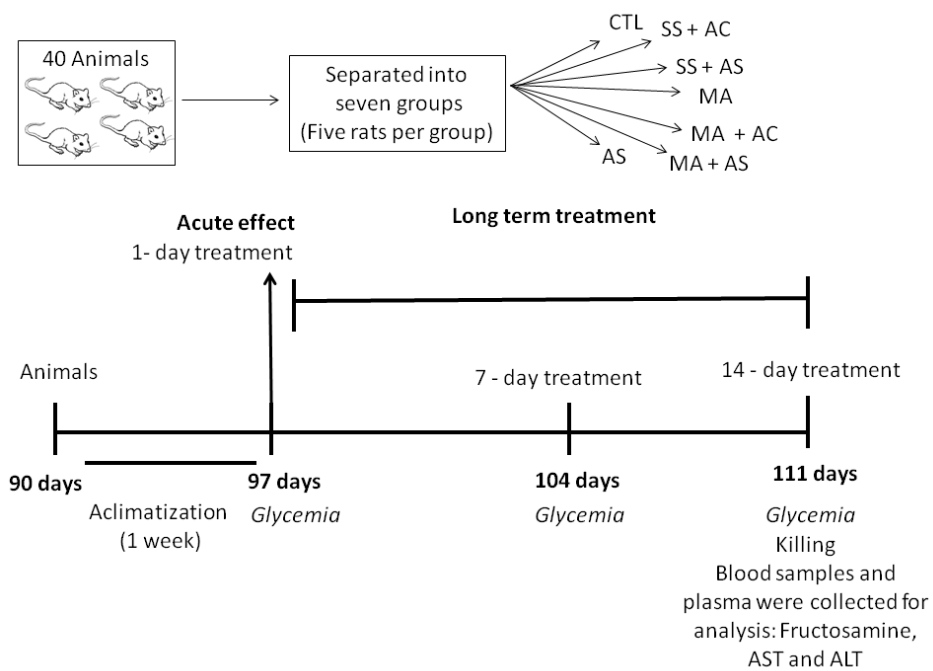 40 Animals
Separated into
seven groups
(Five rats per group)
CTL
SS + AC
SS + AS
MA
MA + AC
MA + AS
AS
Acute effect
1- day treatment
Long term treatment
Animals
7 - day treatment
14 - day treatment
90 days
97 days
104 days
111 days
Aclimatization
(1 week)
Glycemia
Glycemia
Glycemia
Killing
Blood samples and
plasma were collected for
analysis: Fructosamine,
AST and ALT